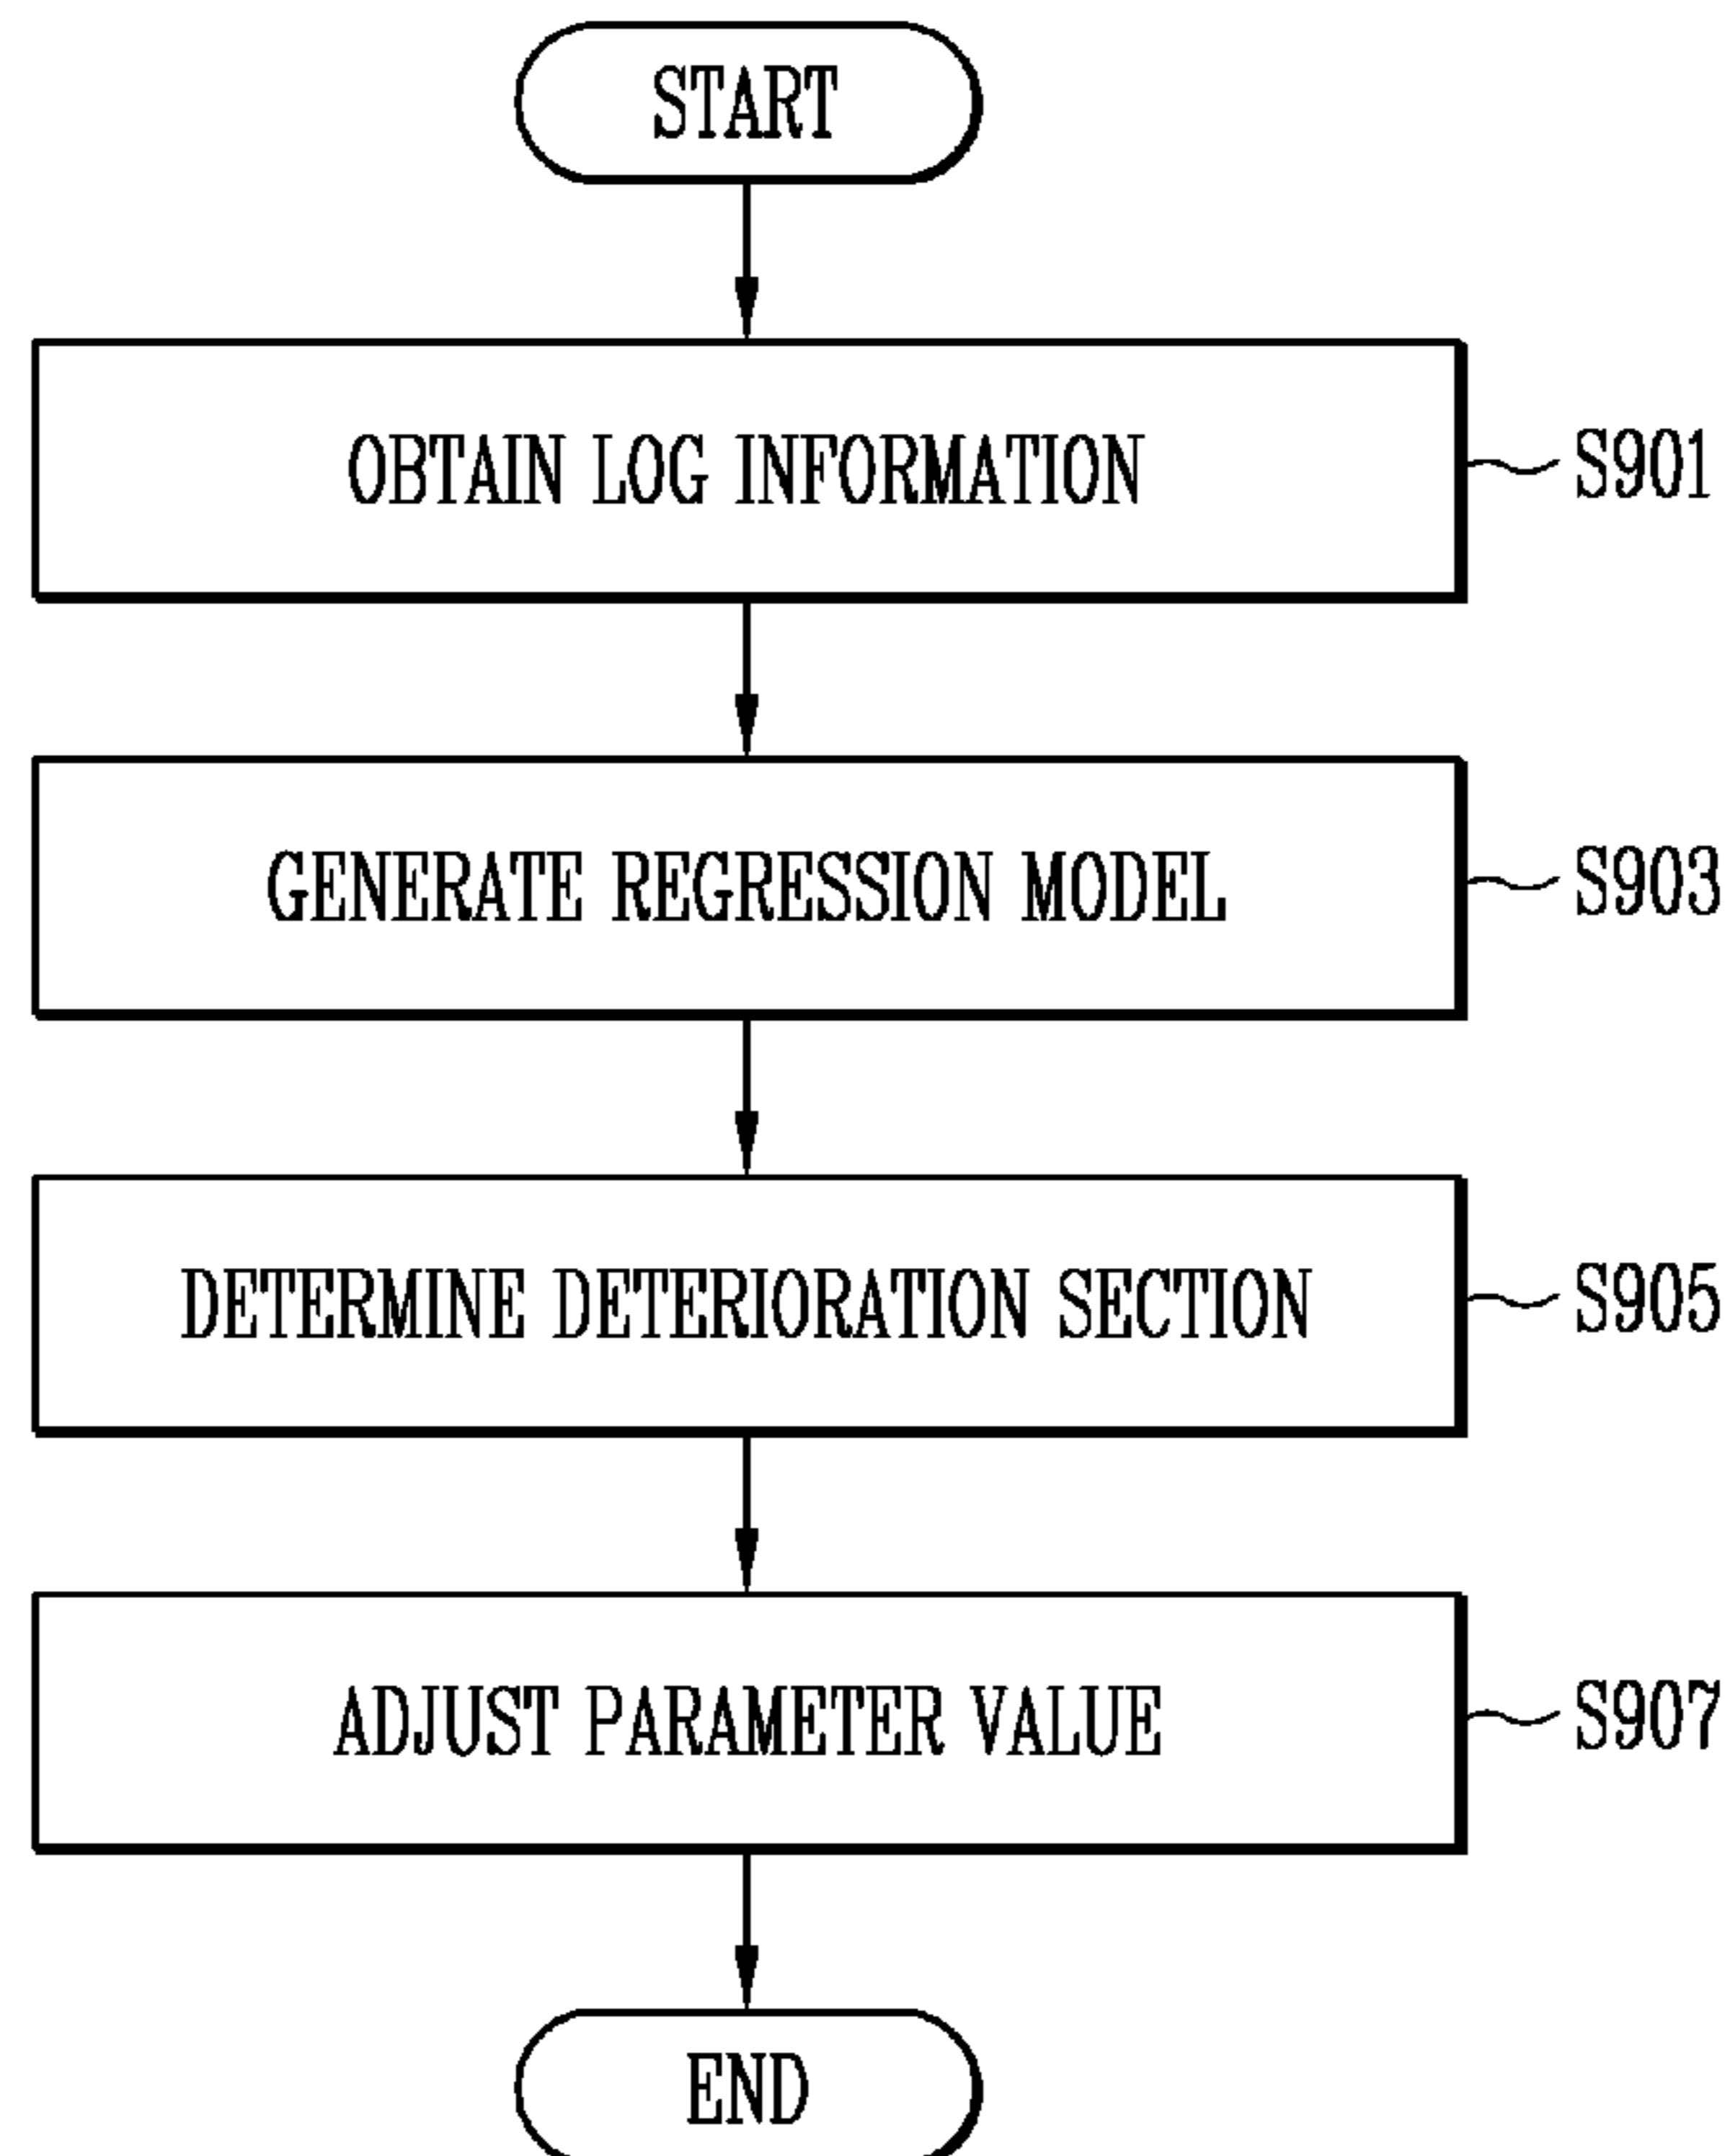 START
OBTAIN LOG INFORMATION
S901
GENERATE REGRESSION MODEL
S903
DETERMINE DETERIORATION SECTION
S905
ADJUST PARAMETER VALUE
S907
END